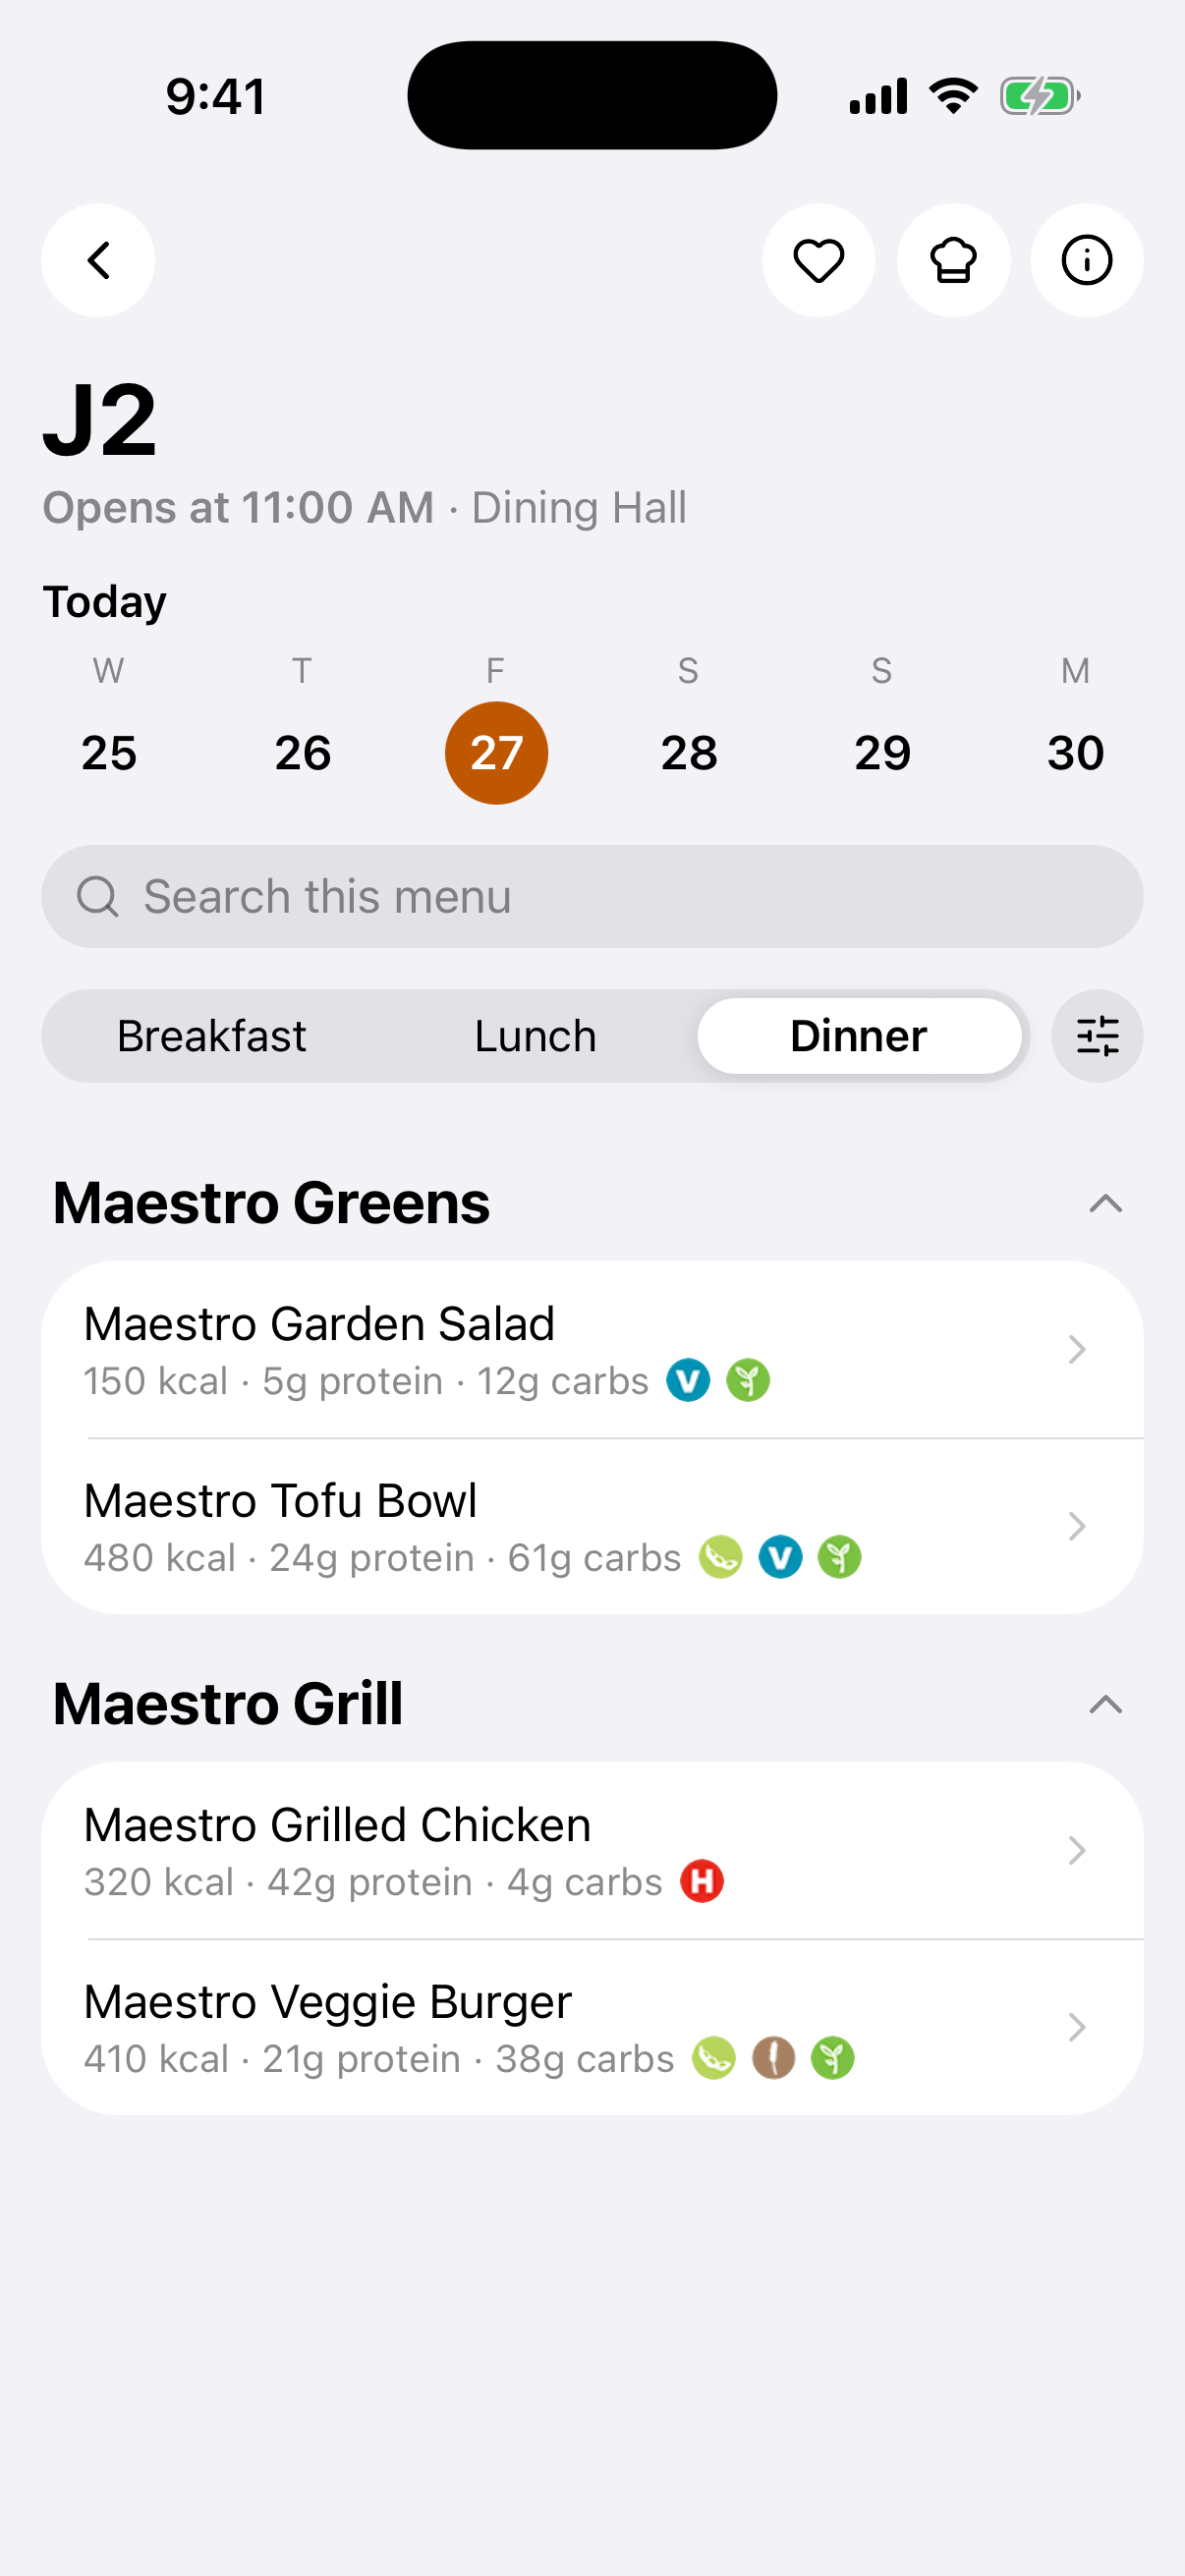 9:41
J2
Opens at 11:00 AM · Dining Hall
Today
W T F S S M
25 26 27 28 29 30
Search this menu
Breakfast Lunch Dinner
Maestro Greens
Maestro Garden Salad
150 kcal · 5g protein · 12g carbs V
Maestro Tofu Bowl
480 kcal · 24g protein · 61g carbs V
Maestro Grill
Maestro Grilled Chicken
320 kcal · 42g protein · 4g carbs H
Maestro Veggie Burger
410 kcal · 21g protein · 38g carbs